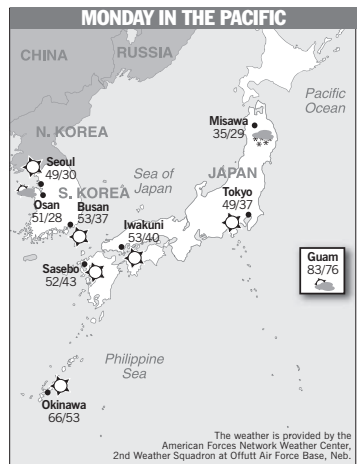 MONDAY IN THE PACIFIC
CHINA
RUSSIA
Pacific
Ocean
N. KOREA
Misawa
35/29
Seoul
49/30
Sea of
Japan
JAPAN
S. KOREA
Osan
51/28
Busan
53/37
Tokyo
49/37
Iwakuni
53/40
Sasebo
52/43
Guam
83/76
Philippine
Sea
Okinawa
66/53
The weather is provided by the
American Forces Network Weather Center,
2nd Weather Squadron at Offutt Air Force Base, Neb.